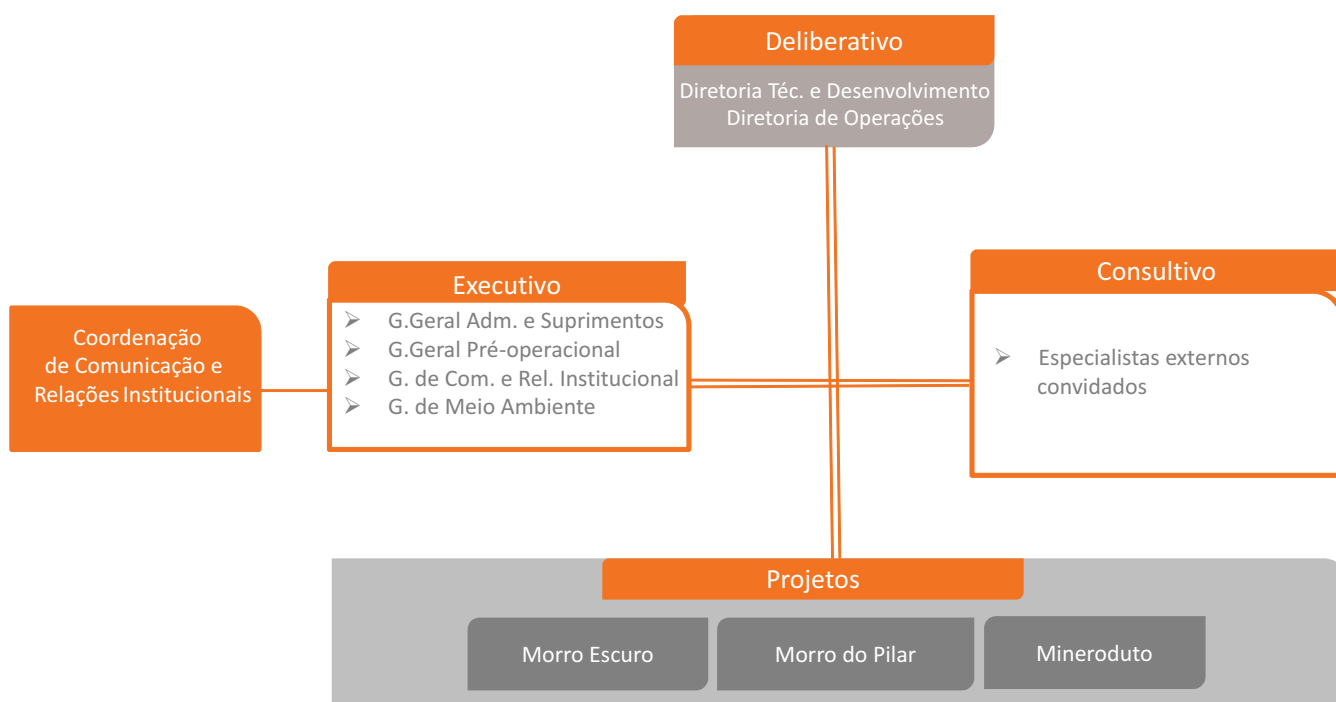 Deliberativo
Diretoria Téc. e Desenvolvimento
Diretoria de Operações
Coordenação
de Comunicação e
Relações Institucionais
Executivo
➢ G.Geral Adm. e Suprimentos
➢ G.Geral Pré-operacional
➢ G. de Com. e Rel. Institucional
➢ G. de Meio Ambiente
Consultivo
➢ Especialistas externos
convidados
Projetos
Morro Escuro
Morro do Pilar
Mineroduto